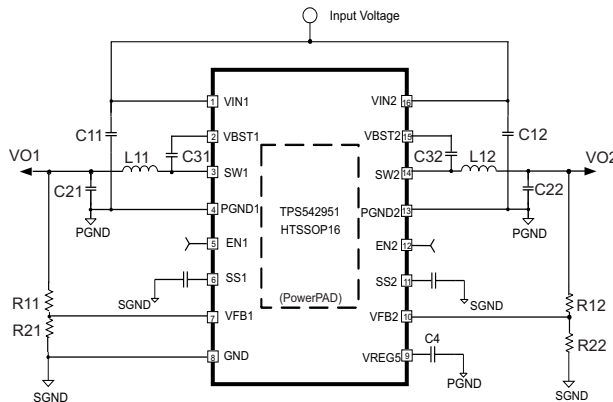 Input Voltage
VIN1
VIN2
1
16
C11
C12
VBST1
VBST2
2
15
VO1
L11
C31
C32
L12
VO2
3
SW1
SW2
14
C21
C22
4
PGND1
PGND2
13
PGND
PGND
TPS542951
HTSSOP16
5
EN1
EN2
12
6
SS1
SS2
11
SGND
SGND
(PowerPAD)
R11
R12
7
VFB1
VFB2
10
R21
R22
8
GND
VREG5
9
C4
SGND
PGND
SGND